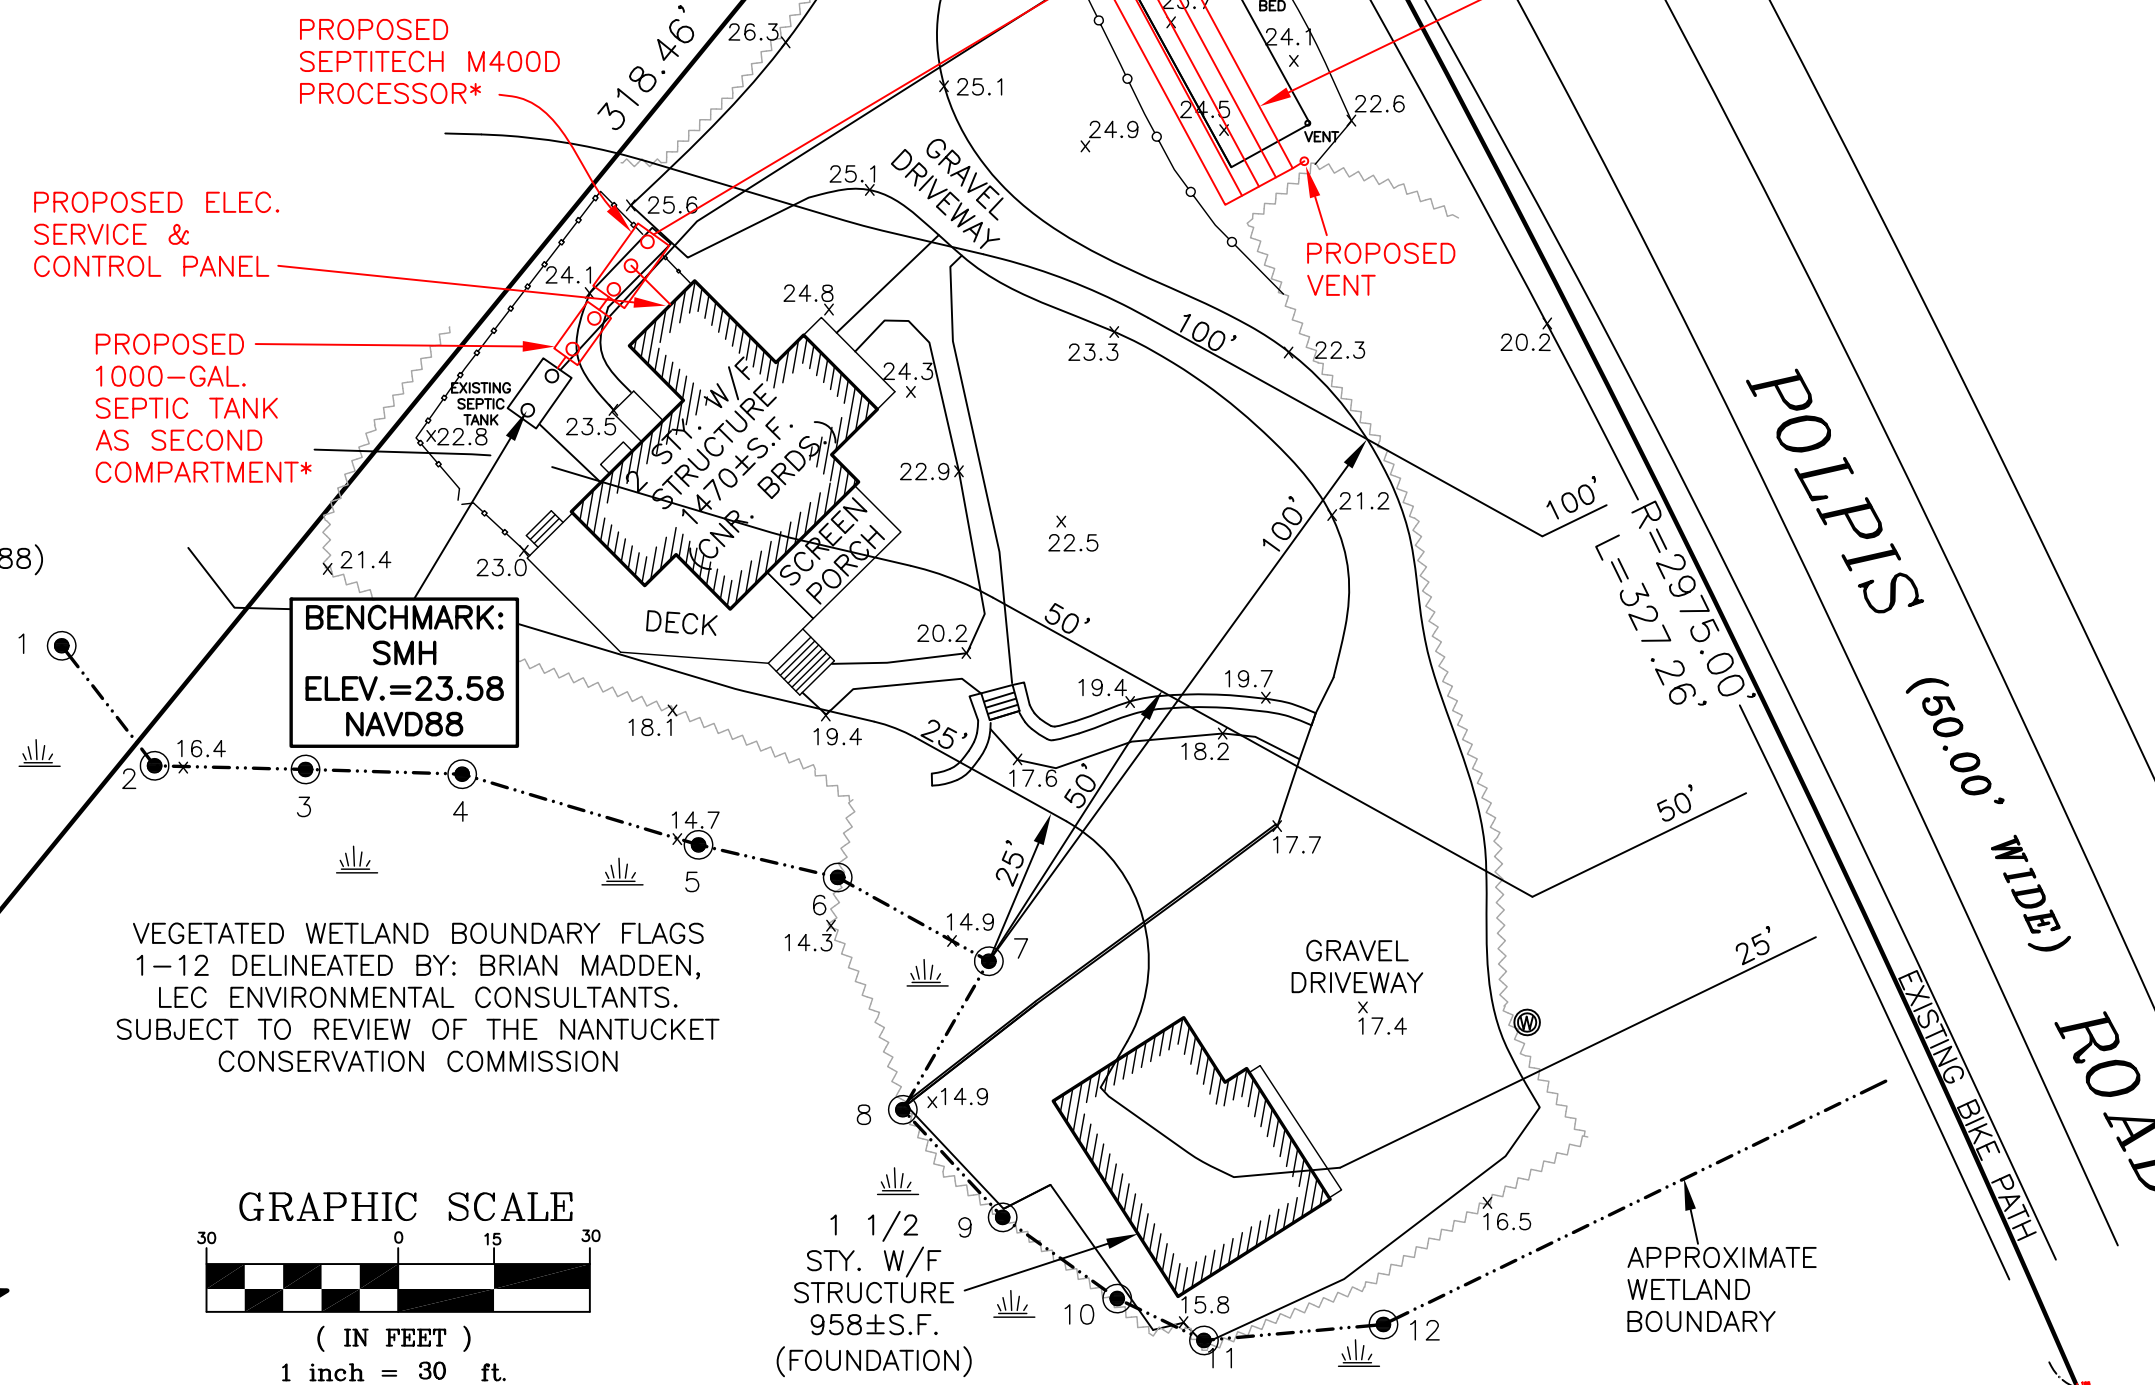 PROPOSED
SEPTITECH M400D
PROCESSOR*
318.46'
26.3
25.1
BED
24.1
24.5
22.6
24.9
VENT
GRAVEL
DRIVEWAY
25.1
25.6
PROPOSED ELEC.
SERVICE &
CONTROL PANEL
24.1
PROPOSED
VENT
24.8
23.3
100'
22.3
20.2
PROPOSED
1000-GAL.
SEPTIC TANK
AS SECOND
COMPARTMENT*
EXISTING
SEPTIC
TANK
22.8
23.5
24.3
22.9
2 STY. W/F
STRUCTURE
1470±S.F.
(CNR. BRDS.)
SCREEN
PORCH
22.5
100'
21.2
100'
R=2975.00'
L=327.26'
POLPIS (50.00' WIDE) ROAD
88)
21.4
23.0
DECK
BENCHMARK:
SMH
ELEV.=23.58
NAVD88
1
2
16.4
3
4
18.1
20.2
50'
19.4
19.7
19.4
25'
17.6
50'
18.2
17.7
50'
25'
14.7
5
6
14.3
14.9
7
25'
VEGETATED WETLAND BOUNDARY FLAGS
1-12 DELINEATED BY: BRIAN MADDEN,
LEC ENVIRONMENTAL CONSULTANTS.
SUBJECT TO REVIEW OF THE NANTUCKET
CONSERVATION COMMISSION
GRAVEL
DRIVEWAY
17.4
W
EXISTING BIKE PATH
8
14.9
9
10
15.8
11
12
16.5
1 1/2
STY. W/F
STRUCTURE
958±S.F.
(FOUNDATION)
APPROXIMATE
WETLAND
BOUNDARY
GRAPHIC SCALE
30 0 15 30
( IN FEET )
1 inch = 30 ft.